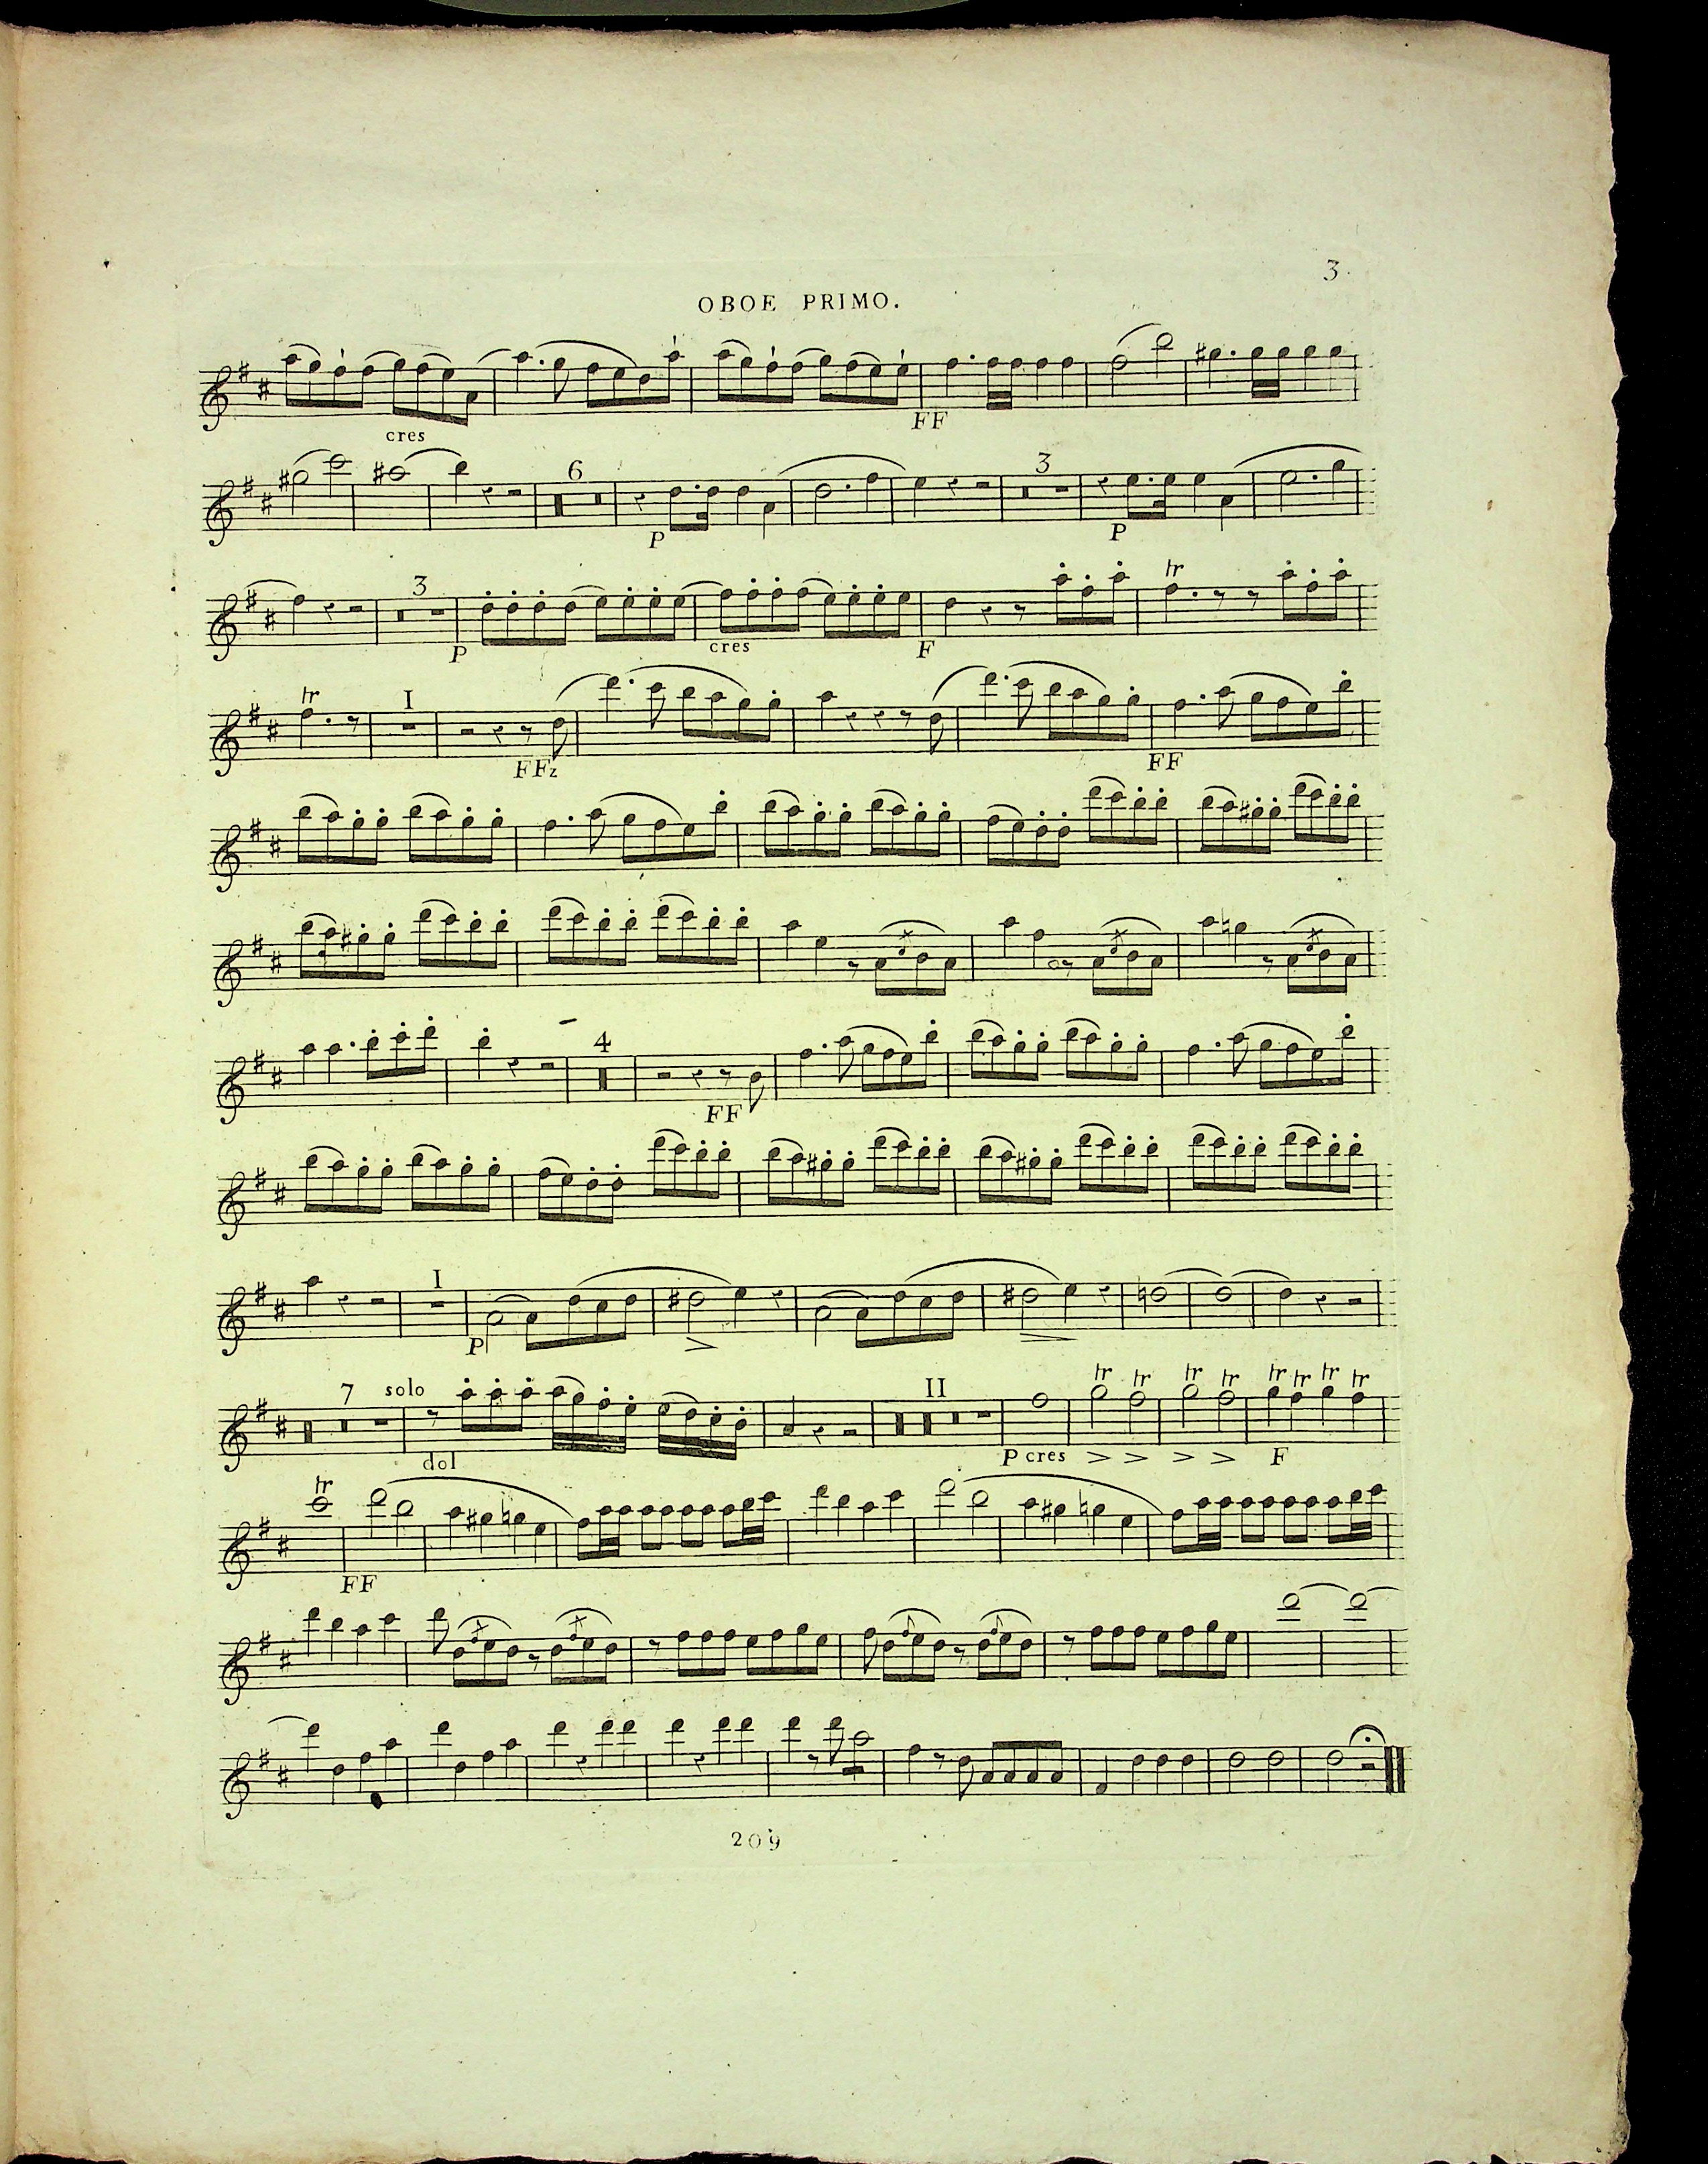 3.
OBOE PRIMO.
cres
FF
6
3
P
P
3
P
cres
F
tr
tr
I
FFz
FF
4
FF
I
P
7
solo
II
dol
P cres
tr tr tr tr tr tr tr tr
F
tr
FF
209